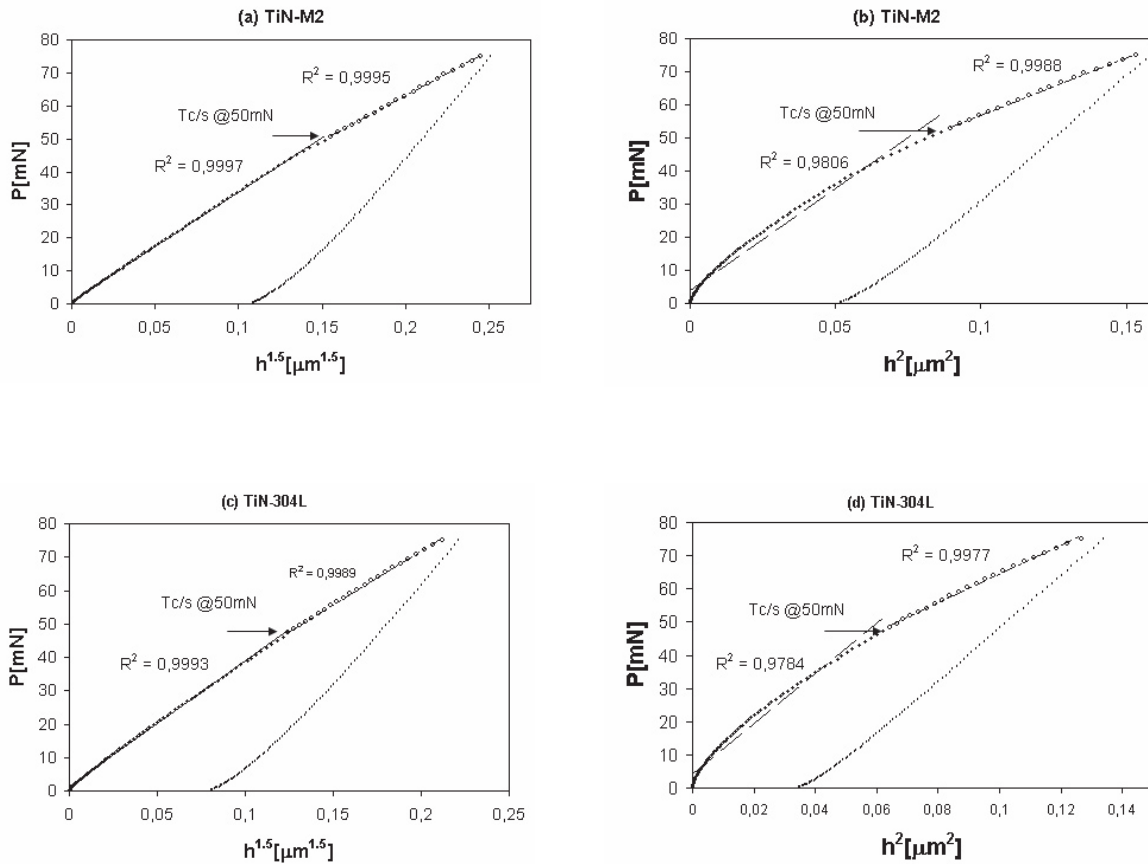 (a) TiN-M2
P[mN]
80
70
60
50
40
30
20
10
0
R² = 0,9995
Tc/s @50mN
R² = 0,9997
0 0,05 0,1 0,15 0,2 0,25
h^1.5[µm^1.5]
(b) TiN-M2
P[mN]
80
70
60
50
40
30
20
10
0
R² = 0,9988
Tc/s @50mN
R² = 0,9806
0 0,05 0,1 0,15
h²[µm²]
(c) TiN-304L
P[mN]
80
70
60
50
40
30
20
10
0
R² = 0,9989
Tc/s @50mN
R² = 0,9993
0 0,05 0,1 0,15 0,2 0,25
h^1.5[µm^1.5]
(d) TiN-304L
P[mN]
80
70
60
50
40
30
20
10
0
R² = 0,9977
Tc/s @50mN
R² = 0,9784
0 0,02 0,04 0,06 0,08 0,1 0,12 0,14
h²[µm²]